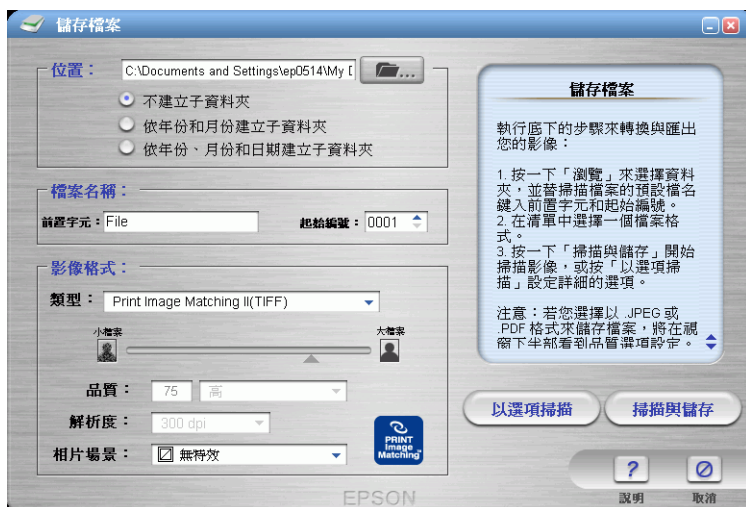 儲存檔案
位置：
C:\Documents and Settings\ep0514\My D
...
不建立子資料夾
依年份和月份建立子資料夾
依年份、月份和日期建立子資料夾
檔案名稱：
前置字元：File
起始編號：0001
影像格式：
類型：Print Image Matching II(TIFF)
小檔案
大檔案
品質：75 高
解析度：300 dpi
相片場景：無特效
PRINT
Image
Matching
EPSON
儲存檔案
執行底下的步驟來轉換與匯出
您的影像：
1. 按一下「瀏覽」來選擇資料
夾，並替掃描檔案的預設檔名
鍵入前置字元和起始編號。
2. 在清單中選擇一個檔案格
式。
3. 按一下「掃描與儲存」開始
掃描影像，或按「以選項掃
描」設定詳細的選項。
注意：若您選擇以 .JPEG 或
.PDF 格式來儲存檔案，將在視
窗下半部看到品質選項設定。
以選項掃描
掃描與儲存
?
說明
取消